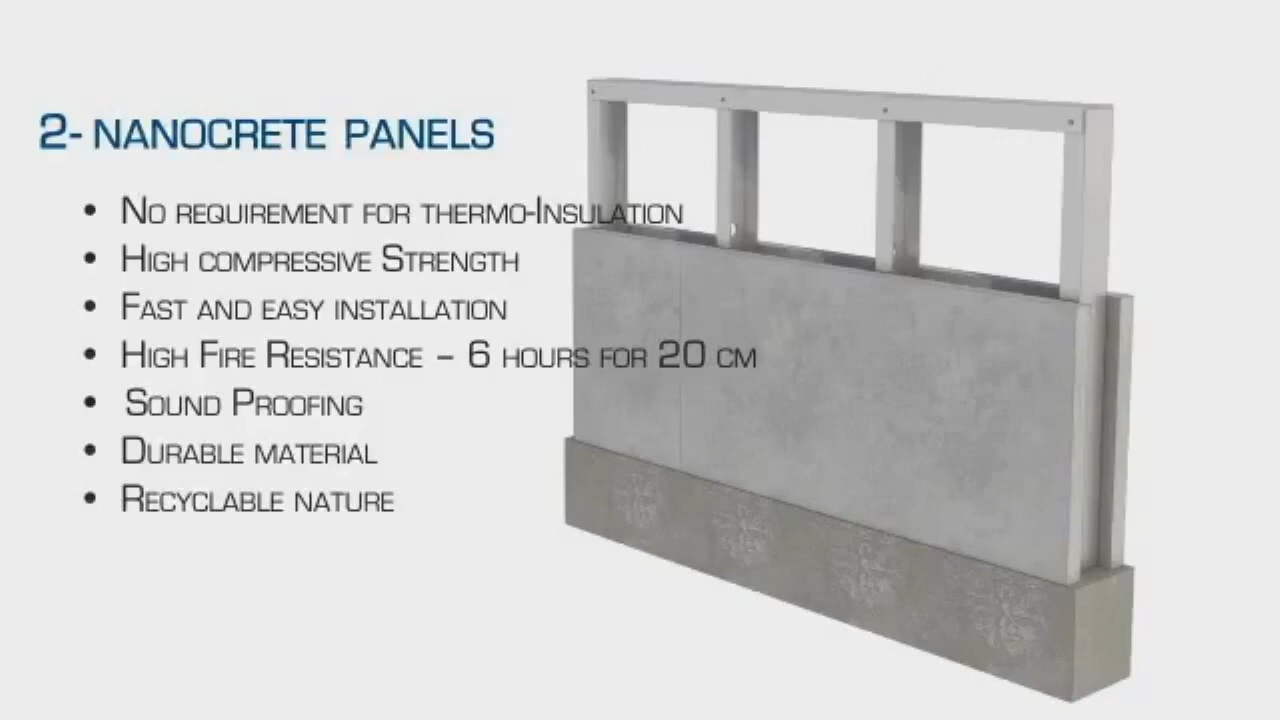 2- NANOCRETE PANELS
• No requirement for thermo-Insulation
• High compressive Strength
• Fast and easy installation
• High Fire Resistance – 6 hours for 20 cm
• Sound Proofing
• Durable material
• Recyclable nature